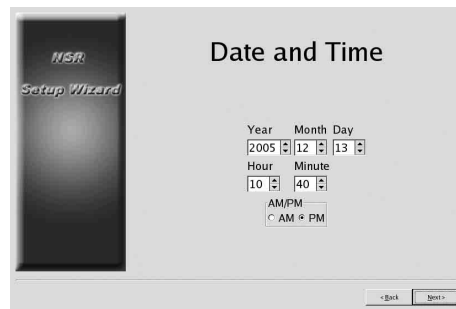 NSR
Setup Wizard
Date and Time
Year Month Day
2005 12 13
Hour Minute
10 40
AM/PM
AM PM
<Back Next>